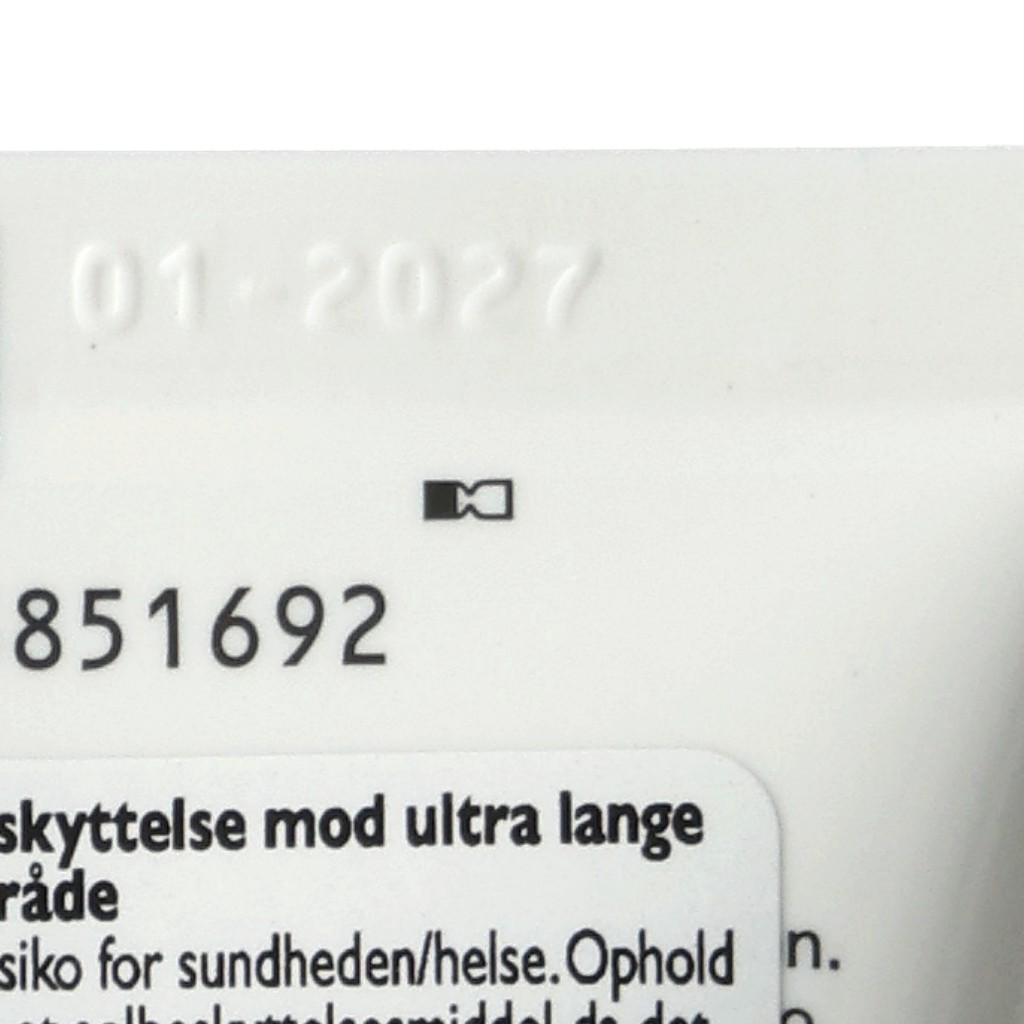 01-2027
851692
skyttelse mod ultra lange
råde
siko for sundheden/helse. Ophold
n.